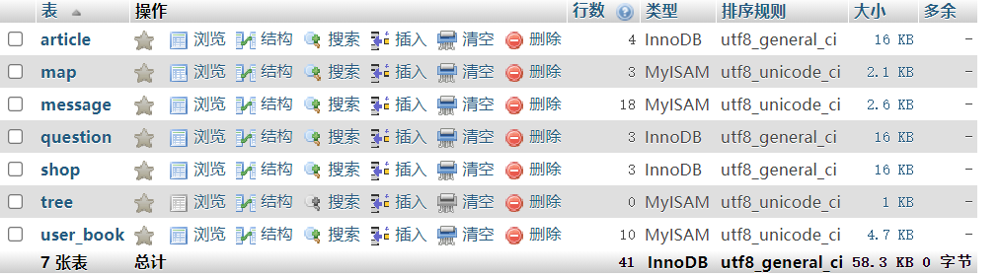 表 操作 行数 类型 排序规则 大小 多余
article 浏览 结构 搜索 插入 清空 删除 4 InnoDB utf8_general_ci 16 KB -
map 浏览 结构 搜索 插入 清空 删除 3 MyISAM utf8_unicode_ci 2.1 KB -
message 浏览 结构 搜索 插入 清空 删除 18 MyISAM utf8_unicode_ci 2.6 KB -
question 浏览 结构 搜索 插入 清空 删除 3 InnoDB utf8_general_ci 16 KB -
shop 浏览 结构 搜索 插入 清空 删除 3 InnoDB utf8_general_ci 16 KB -
tree 浏览 结构 搜索 插入 清空 删除 0 MyISAM utf8_unicode_ci 1 KB -
user_book 浏览 结构 搜索 插入 清空 删除 10 MyISAM utf8_unicode_ci 4.7 KB -
7 张表 总计 41 InnoDB utf8_general_ci 58.3 KB 0 字节